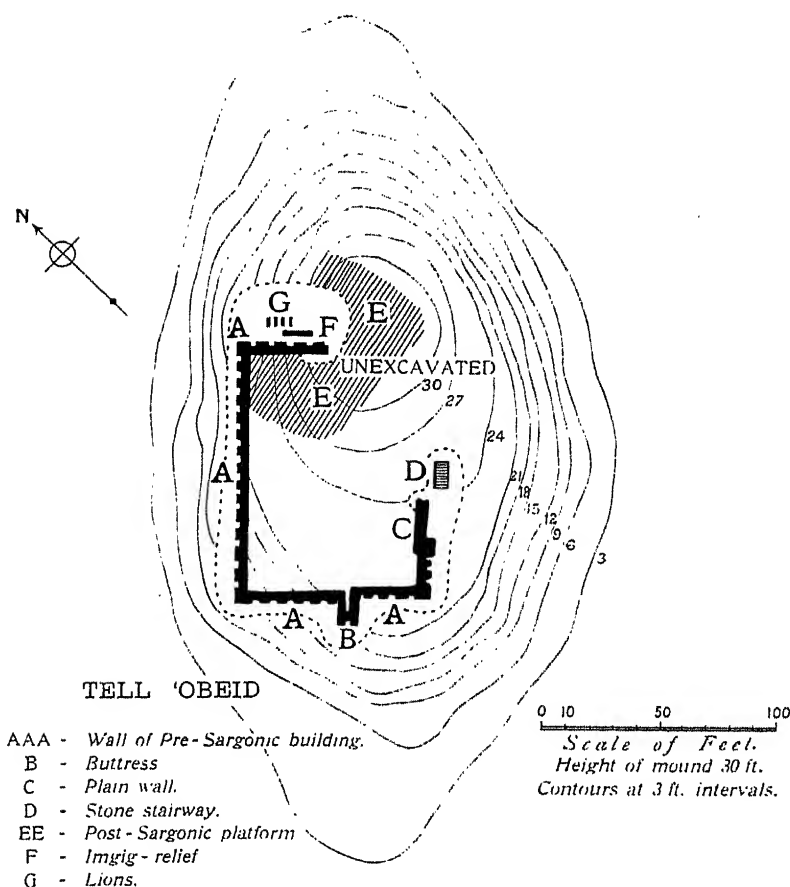 N
G
A
F
E
UNEXCAVATED
30
E
27
24
A
D
21
18
15
C
12
9
6
3
A
A
B
TELL ‘OBEID
AAA - Wall of Pre-Sargonic building.
B - Buttress
C - Plain wall.
D - Stone stairway.
EE - Post-Sargonic platform
F - Imgig-relief
G - Lions.
0 10 50 100
Scale of Feet.
Height of mound 30 ft.
Contours at 3 ft. intervals.